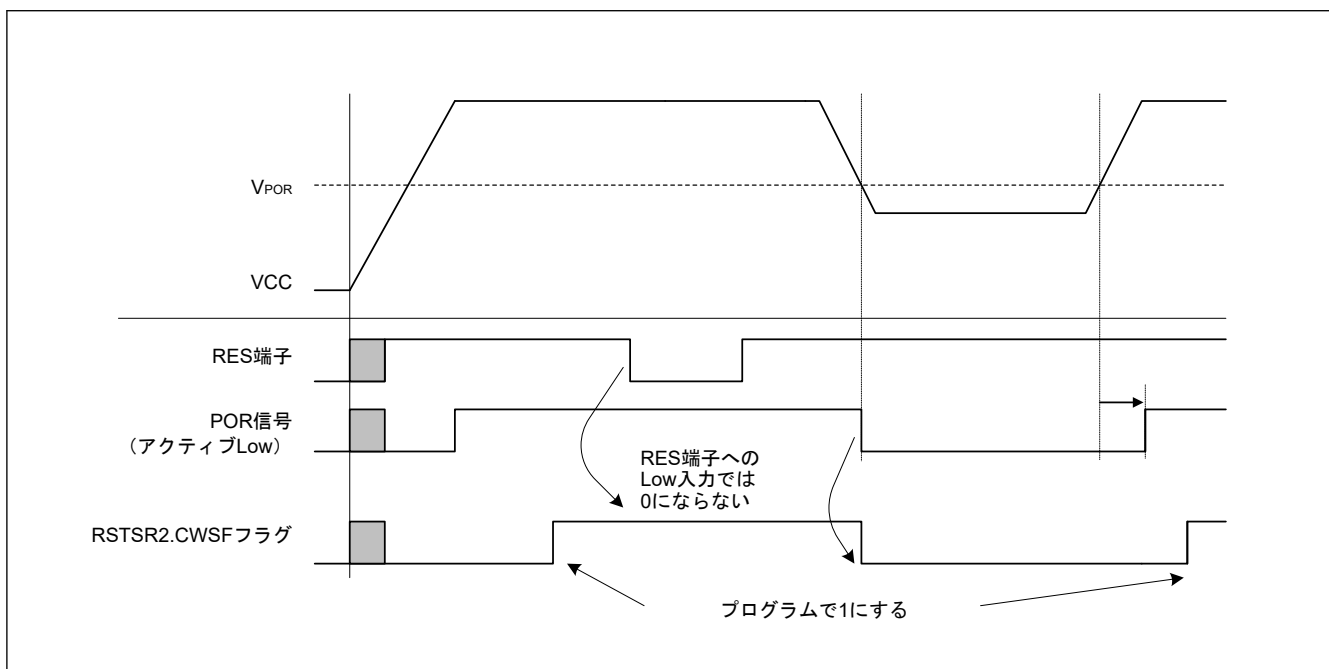 VPOR
VCC
RES端子
POR信号
(アクティブLow)
RES端子への
Low入力では
0にならない
RSTSR2.CWSFフラグ
プログラムで1にする